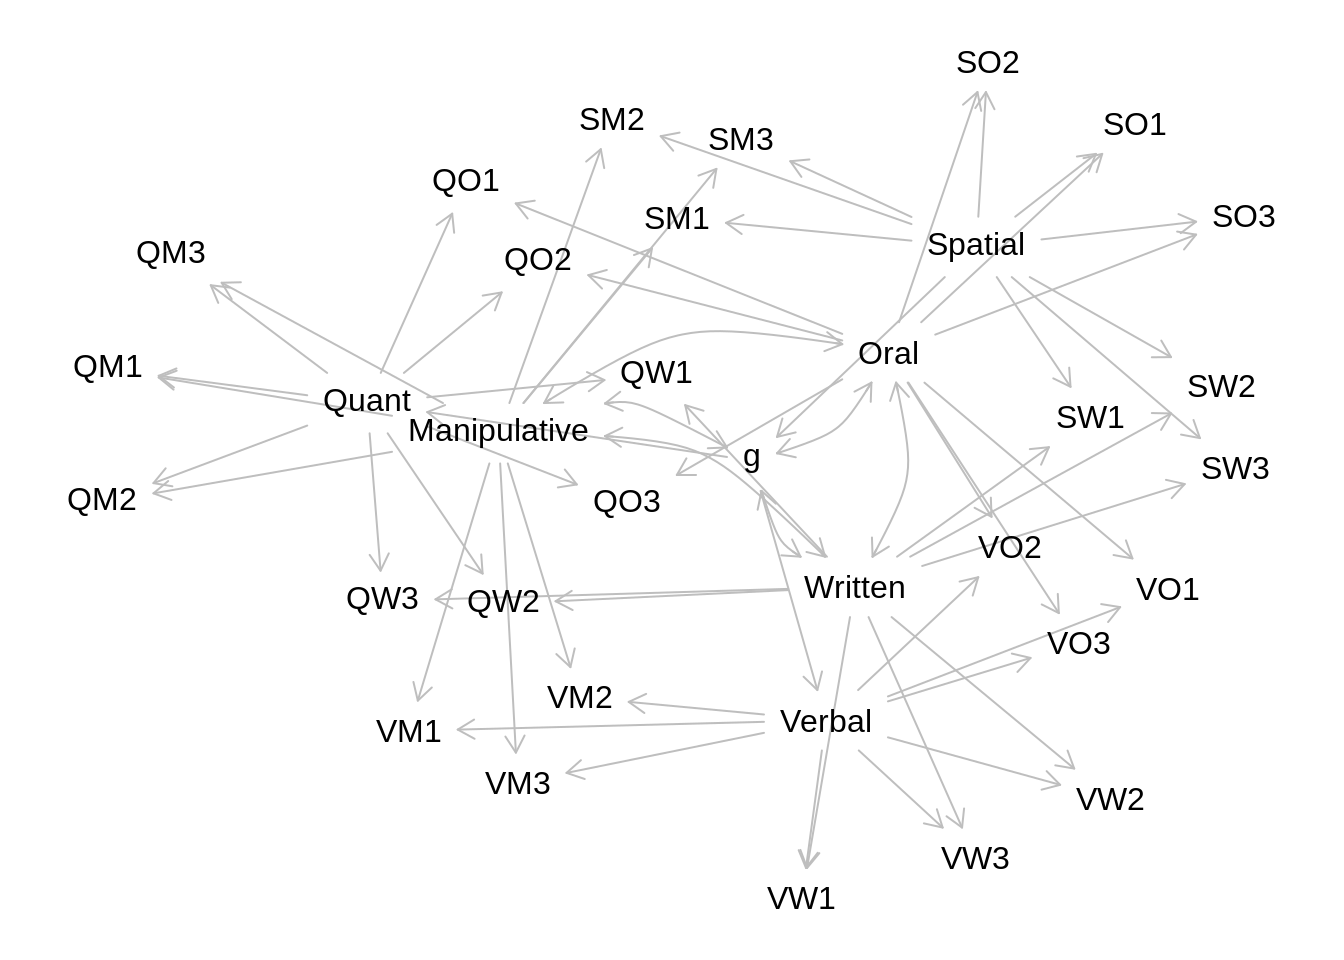 SO2
SM2
SM3
SO1
QO1
SM1
SO3
QM3
QO2
Spatial
Oral
QM1
QW1
SW2
Quant
SW1
Manipulative
g
SW3
QM2
QO3
VO2
Written
VO1
QW3
QW2
VO3
VM2
Verbal
VM1
VM3
VW2
VW3
VW1